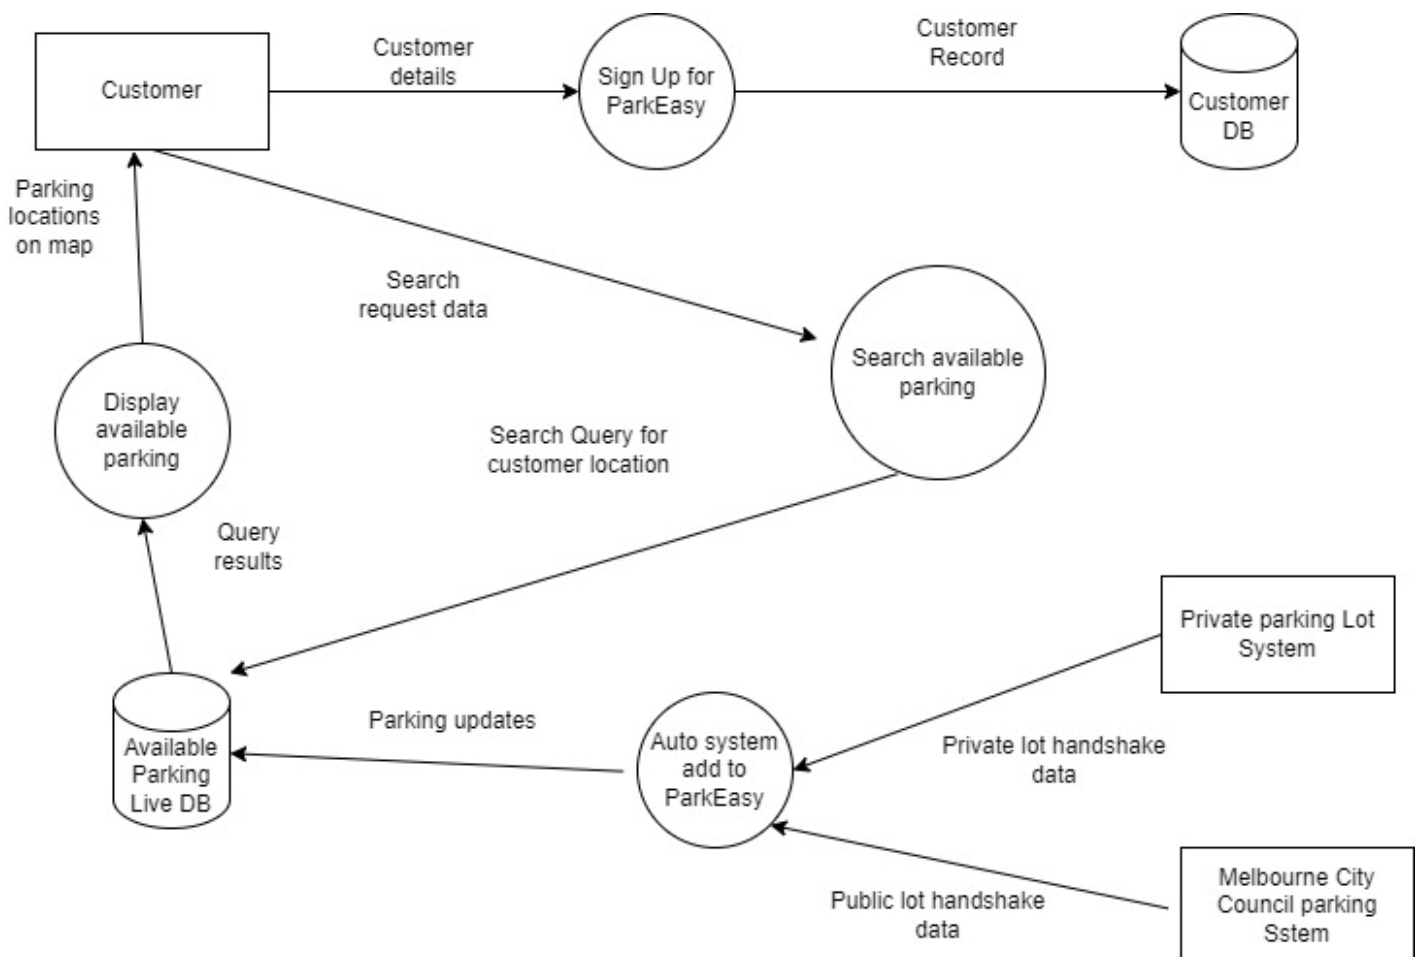 Customer
Customer
details
Sign Up for
ParkEasy
Customer
Record
Customer
DB
Parking
locations
on map
Search
request data
Search available
parking
Display
available
parking
Search Query for
customer location
Query
results
Private parking Lot
System
Available
Parking
Live DB
Parking updates
Auto system
add to
ParkEasy
Private lot handshake
data
Public lot handshake
data
Melbourne City
Council parking
Sstem